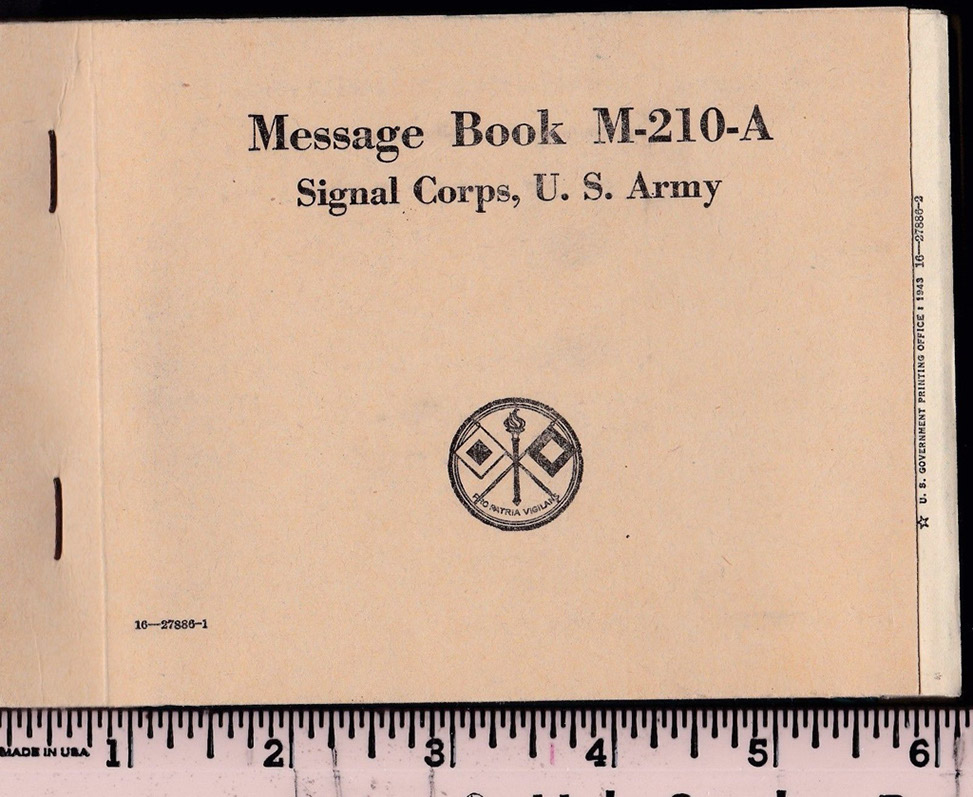 Message Book M-210-A
Signal Corps, U. S. Army
PRO PATRIA VIGILANS
16—27886-1
☆ U. S. GOVERNMENT PRINTING OFFICE : 1943 16—27886-2
MADE IN USA 1 2 3 4 5 6